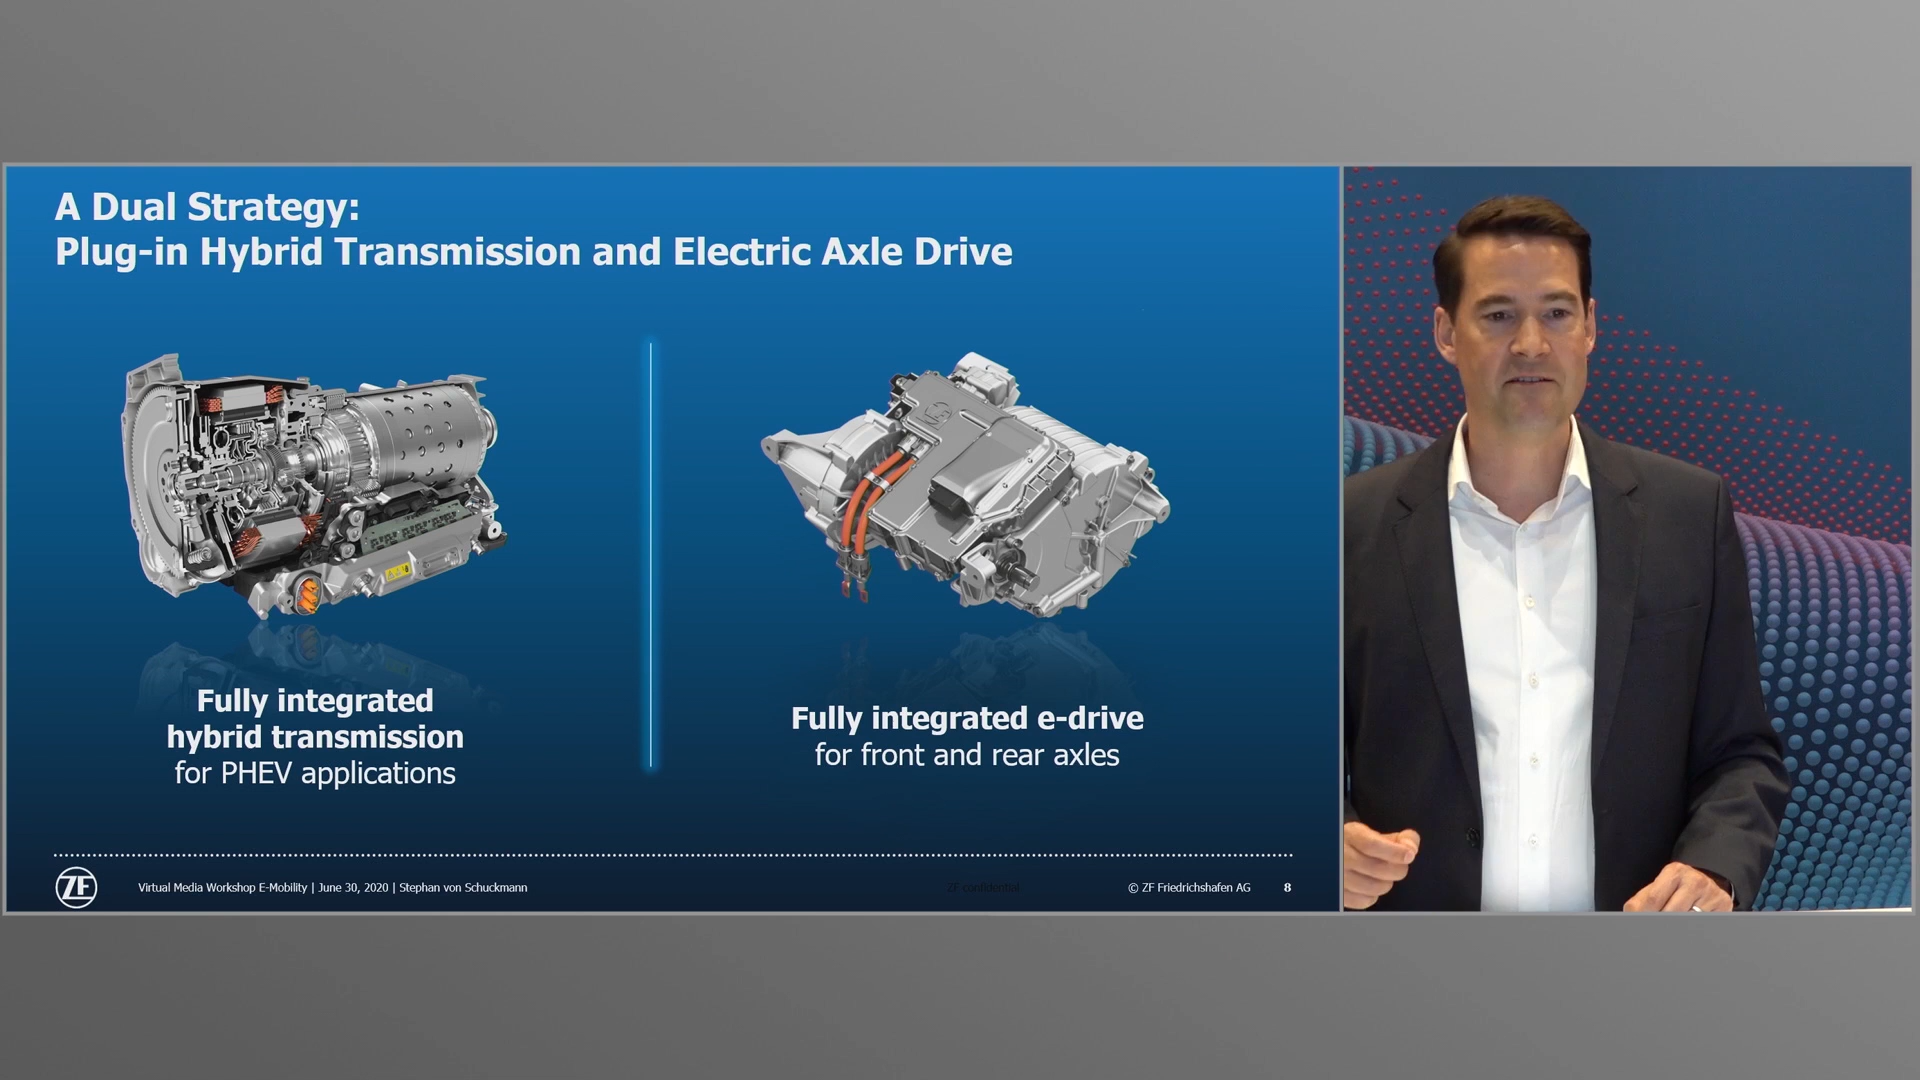 A Dual Strategy:
Plug-in Hybrid Transmission and Electric Axle Drive
Fully integrated
hybrid transmission
for PHEV applications
Fully integrated e-drive
for front and rear axles
ZF
Virtual Media Workshop E-Mobility | June 30, 2020 | Stephan von Schuckmann
ZF confidential
© ZF Friedrichshafen AG
8